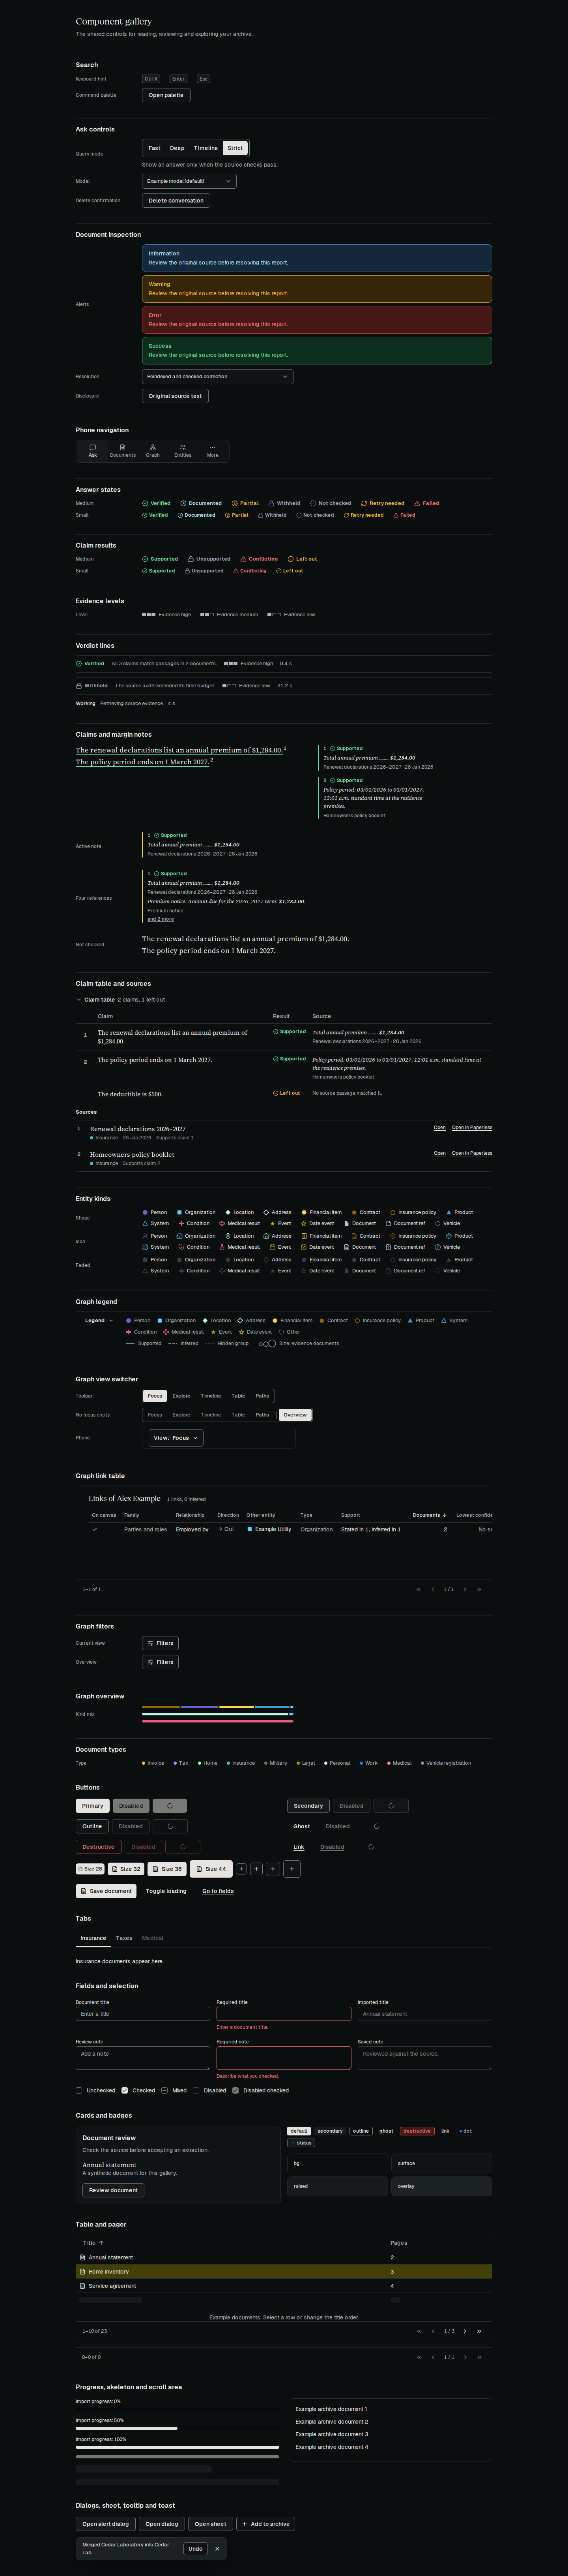 Component gallery
The shared controls for reading, reviewing and exploring your archive.
Search
Keyboard hint
Ctrl K Enter Esc
Command palette
Open palette
Ask controls
Query mode
Fast Deep Timeline Strict
Show an answer only when the source checks pass.
Model
Example model (default)
Delete confirmation
Delete conversation
Document inspection
Alerts
Information
Review the original source before resolving this report.
Warning
Review the original source before resolving this report.
Error
Review the original source before resolving this report.
Success
Review the original source before resolving this report.
Resolution
Reindexed and checked correction
Disclosure
Original source text
Phone navigation
Ask Documents Graph Entities More
Answer states
Medium
Verified Documented Partial Withheld Not checked Retry needed Failed
Small
Verified Documented Partial Withheld Not checked Retry needed Failed
Claim results
Medium
Supported Unsupported Conflicting Left out
Small
Supported Unsupported Conflicting Left out
Evidence levels
Level
Evidence high Evidence medium Evidence low
Verdict lines
Verified All 3 claims match passages in 2 documents. Evidence high 8.4 s
Withheld The source audit exceeded its time budget. Evidence low 31.2 s
Working Retrieving source evidence 4 s
Claims and margin notes
The renewal declarations list an annual premium of $1,284.00. 1
The policy period ends on 1 March 2027. 2
1 Supported
Total annual premium ...... $1,284.00
Renewal declarations 2026–2027 · 28 Jan 2026
2 Supported
Policy period: 03/01/2026 to 03/01/2027,
12:01 a.m. standard time at the residence
premises.
Homeowners policy booklet
Active note
1 Supported
Total annual premium ...... $1,284.00
Renewal declarations 2026–2027 · 28 Jan 2026
Four references
1 Supported
Total annual premium ...... $1,284.00
Renewal declarations 2026–2027 · 28 Jan 2026
Premium notice. Amount due for the 2026–2027 term: $1,284.00.
Premium notice
and 2 more
Not checked
The renewal declarations list an annual premium of $1,284.00.
The policy period ends on 1 March 2027.
Claim table and sources
Claim table 2 claims, 1 left out
Claim Result Source
1 The renewal declarations list an annual premium of
$1,284.00.
Supported
Total annual premium ...... $1,284.00
Renewal declarations 2026–2027 · 28 Jan 2026
2 The policy period ends on 1 March 2027.
Supported
Policy period: 03/01/2026 to 03/01/2027, 12:01 a.m. standard time at
the residence premises.
Homeowners policy booklet
The deductible is $500.
Left out
No source passage matched it.
Sources
1 Renewal declarations 2026–2027 Open Open in Paperless
Insurance 28 Jan 2026 Supports claim 1
2 Homeowners policy booklet Open Open in Paperless
Insurance Supports claim 2
Entity kinds
Shape
Person Organization Location Address Financial item Contract Insurance policy Product
System Condition Medical result Event Date event Document Document ref Vehicle
Icon
Person Organization Location Address Financial item Contract Insurance policy Product
System Condition Medical result Event Date event Document Document ref Vehicle
Faded
Person Organization Location Address Financial item Contract Insurance policy Product
System Condition Medical result Event Date event Document Document ref Vehicle
Graph legend
Legend
Person Organization Location Address Financial item Contract Insurance policy Product System
Condition Medical result Event Date event Other
Supported Inferred Hidden group Size: evidence documents
Graph view switcher
Toolbar
Focus Explore Timeline Table Paths
No focus entity
Focus Explore Timeline Table Paths Overview
Phone
View: Focus
Graph link table
Links of Alex Example 1 links, 0 inferred
On canvas Family Relationship Direction Other entity Type Support Documents Lowest confide
Parties and roles Employed by Out Example Utility Organization Stated in 1, inferred in 1 2 No sc
1–1 of 1
1 / 1
Graph filters
Current view
Filters
Overview
Filters
Graph overview
Kind mix
Document types
Type
Invoice Tax Home Insurance Military Legal Personal Work Medical Vehicle registration
Buttons
Primary Disabled
Secondary Disabled
Outline Disabled
Ghost Disabled
Destructive Disabled
Link Disabled
Size 28 Size 32 Size 36 Size 44
Save document Toggle loading Go to fields
Tabs
Insurance Taxes Medical
Insurance documents appear here.
Fields and selection
Document title Required title Imported title
Enter a title
Annual statement
Enter a document title.
Review note Required note Saved note
Add a note
Reviewed against the source.
Describe what you checked.
Unchecked Checked Mixed Disabled Disabled checked
Cards and badges
Document review
Check the source before accepting an extraction.
Annual statement
A synthetic document for this gallery.
Review document
default secondary outline ghost destructive link dot
status
bg surface
raised overlay
Table and pager
Title Pages
Annual statement 2
Home inventory 3
Service agreement 4
Example documents. Select a row or change the title order.
1–10 of 23
1 / 3
0–0 of 0
1 / 1
Progress, skeleton and scroll area
Import progress: 0%
Import progress: 50%
Import progress: 100%
Example archive document 1
Example archive document 2
Example archive document 3
Example archive document 4
Dialogs, sheet, tooltip and toast
Open alert dialog Open dialog Open sheet Add to archive
Merged Cedar Laboratory into Cedar
Lab.
Undo